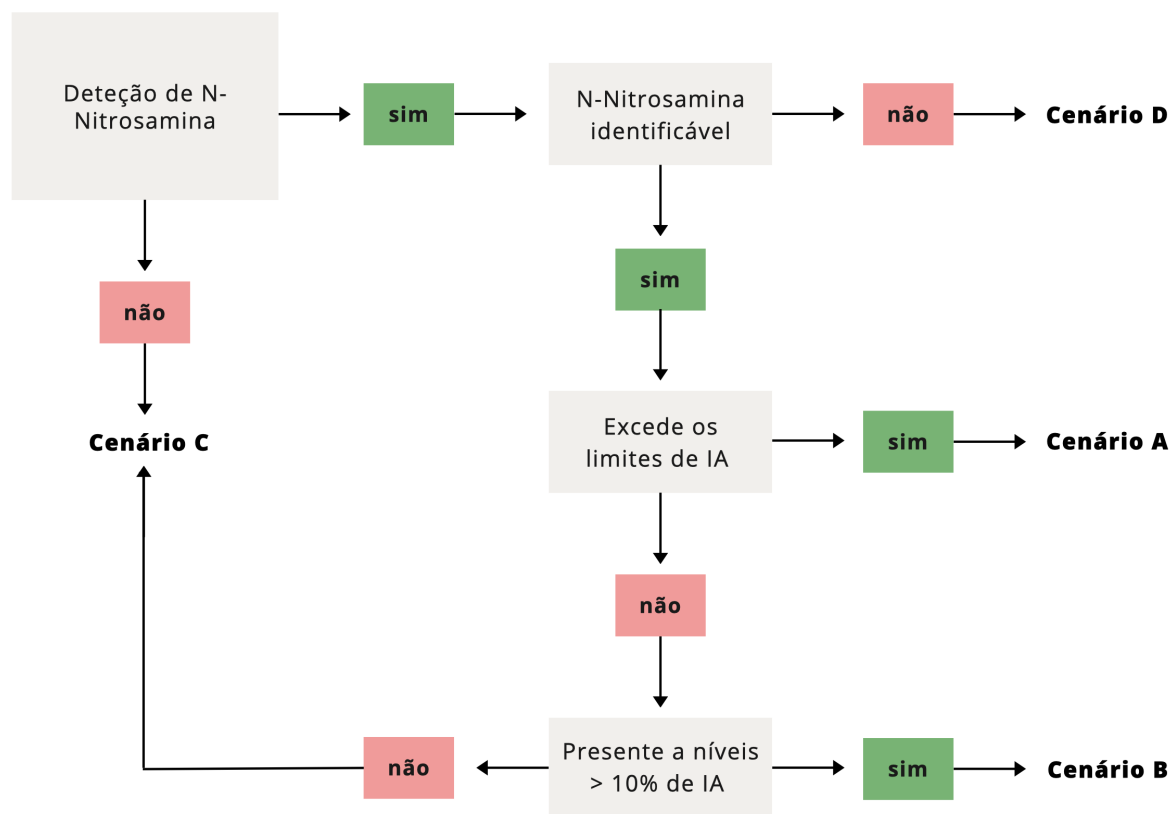 Deteção de N-
Nitrosamina
sim
N-Nitrosamina
identificável
não
Cenário D
sim
não
Cenário C
Excede os
limites de IA
sim
Cenário A
não
Presente a níveis
> 10% de IA
não
sim
Cenário B